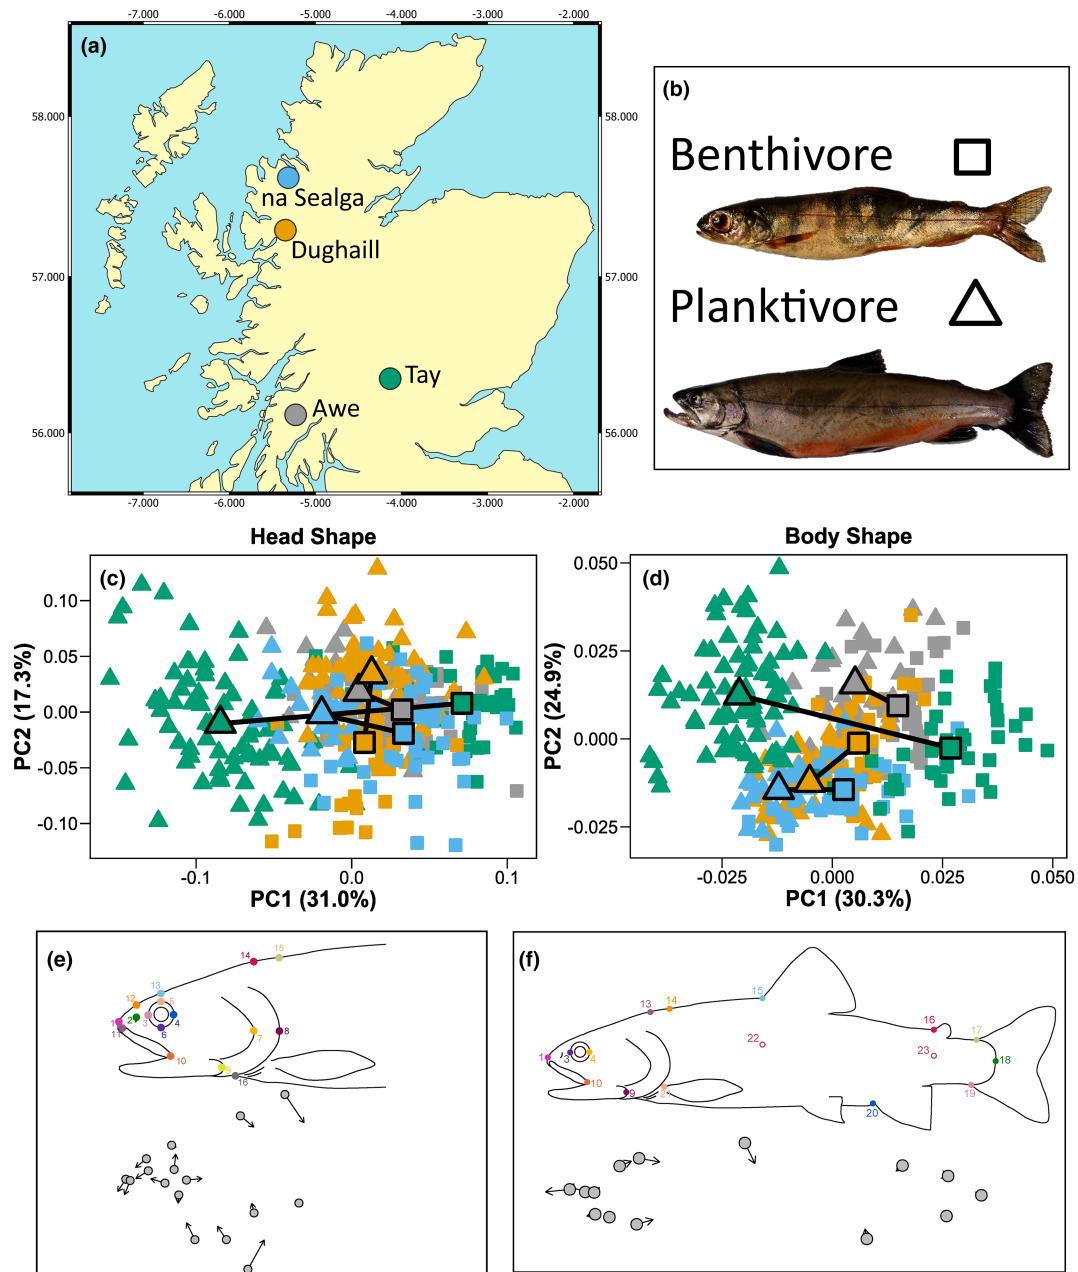 -7.000 -6.000 -5.000 -4.000 -3.000 -2.000
(a)
58.000 58.000
na Sealga
Dughaill
57.000 57.000
Tay
Awe
56.000 56.000
-7.000 -6.000 -5.000 -4.000 -3.000 -2.000
(b)
Benthivore
Planktivore
Head Shape
(c)
0.10
0.05
0.00
-0.05
-0.10
PC2 (17.3%)
-0.1 0.0 0.1
PC1 (31.0%)
Body Shape
(d)
0.050
0.025
0.000
-0.025
PC2 (24.9%)
-0.025 0.000 0.025 0.050
PC1 (30.3%)
(e)
14 15
13
12 5
1 2 3 4
11 6 7 8
10
9
16
(f)
13 14 15
16
17
22
23 18
1 3 4
10
9 21
19
20